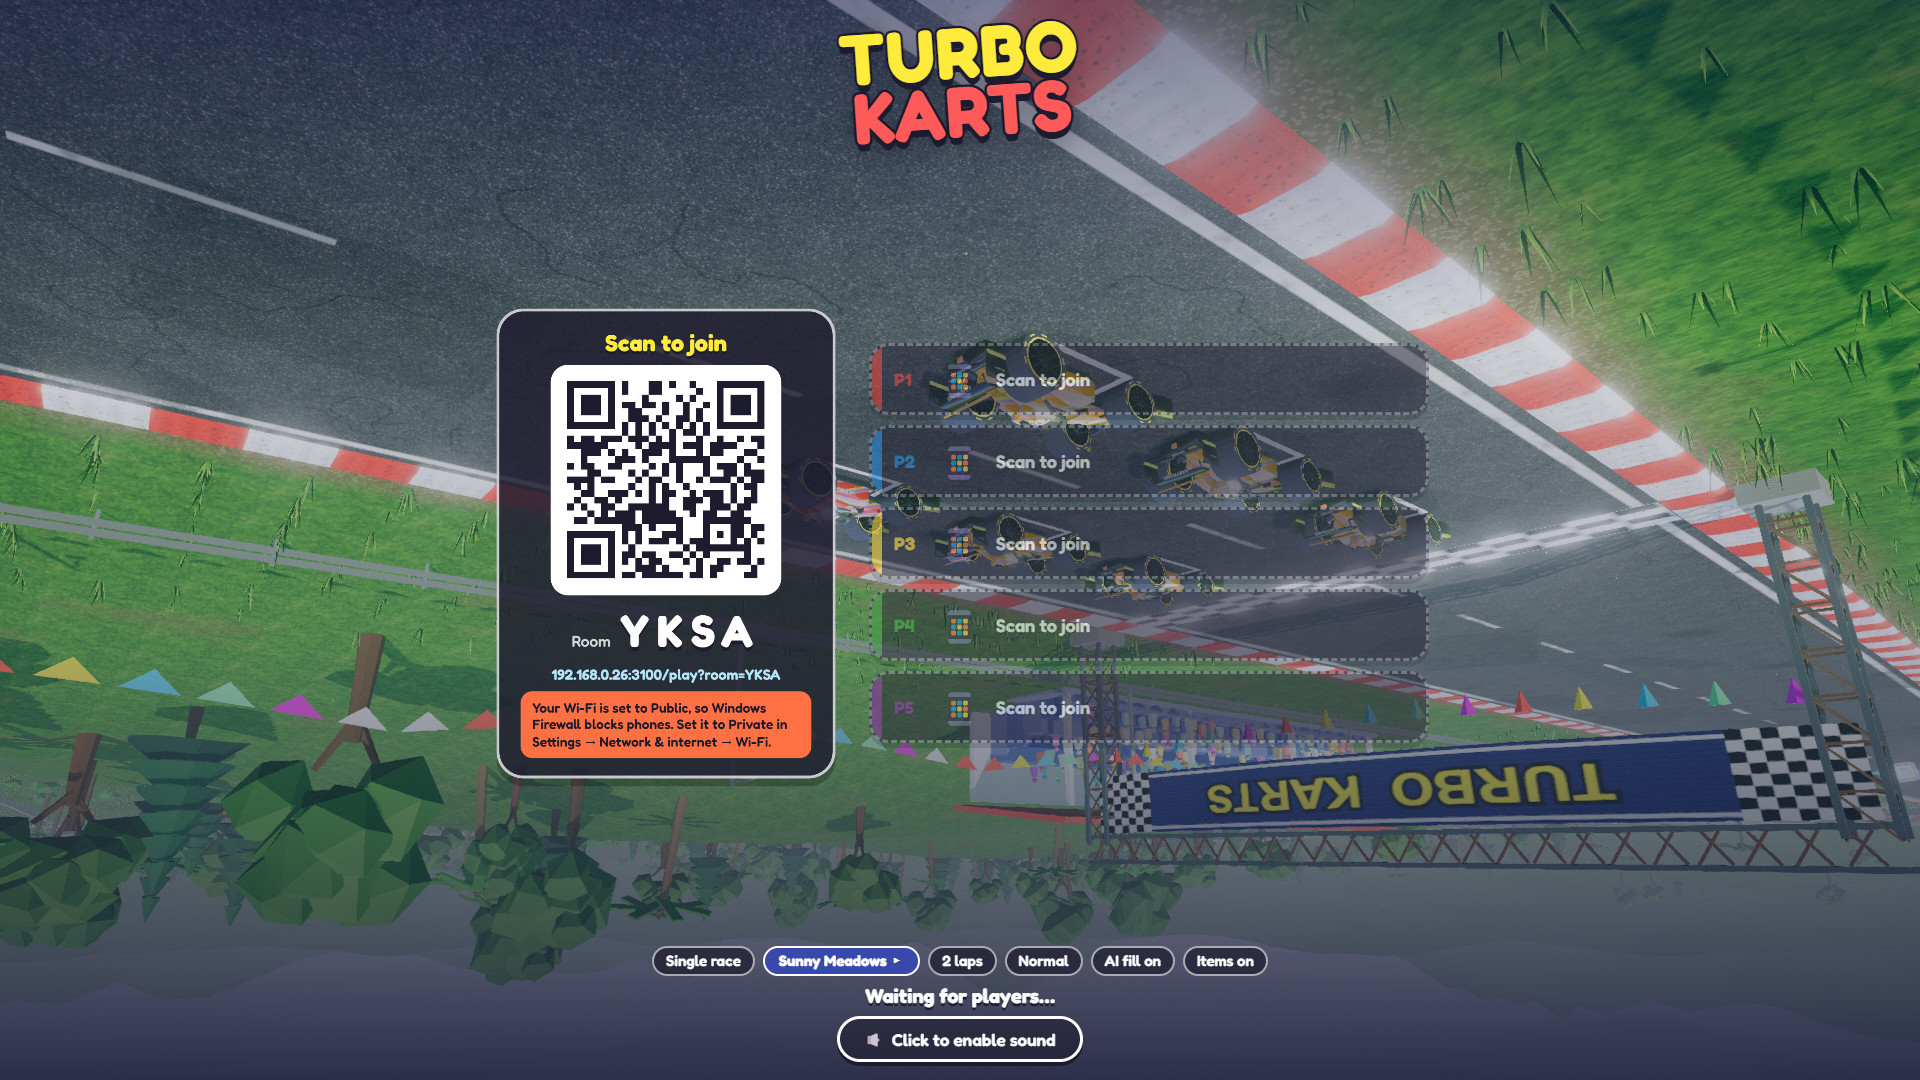 TURBO
KARTS
Scan to join
Room YKSA
192.168.0.26:3100/play?room=YKSA
Your Wi-Fi is set to Public, so Windows
Firewall blocks phones. Set it to Private in
Settings → Network & internet → Wi-Fi.
P1 Scan to join
P2 Scan to join
P3 Scan to join
P4 Scan to join
P5 Scan to join
TURBO KARTS
Single race
Sunny Meadows ▸
2 laps
Normal
AI fill on
Items on
Waiting for players...
Click to enable sound